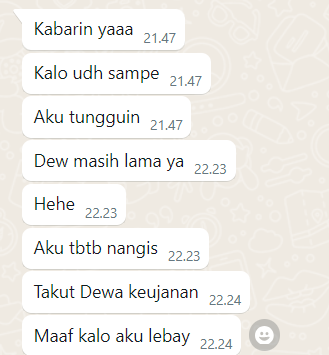 Kabarin yaaa 21.47
Kalo udh sampe 21.47
Aku tungguin 21.47
Dew masih lama ya 22.23
Hehe 22.23
Aku tbtb nangis 22.23
Takut Dewa keujanan 22.24
Maaf kalo aku lebay 22.24